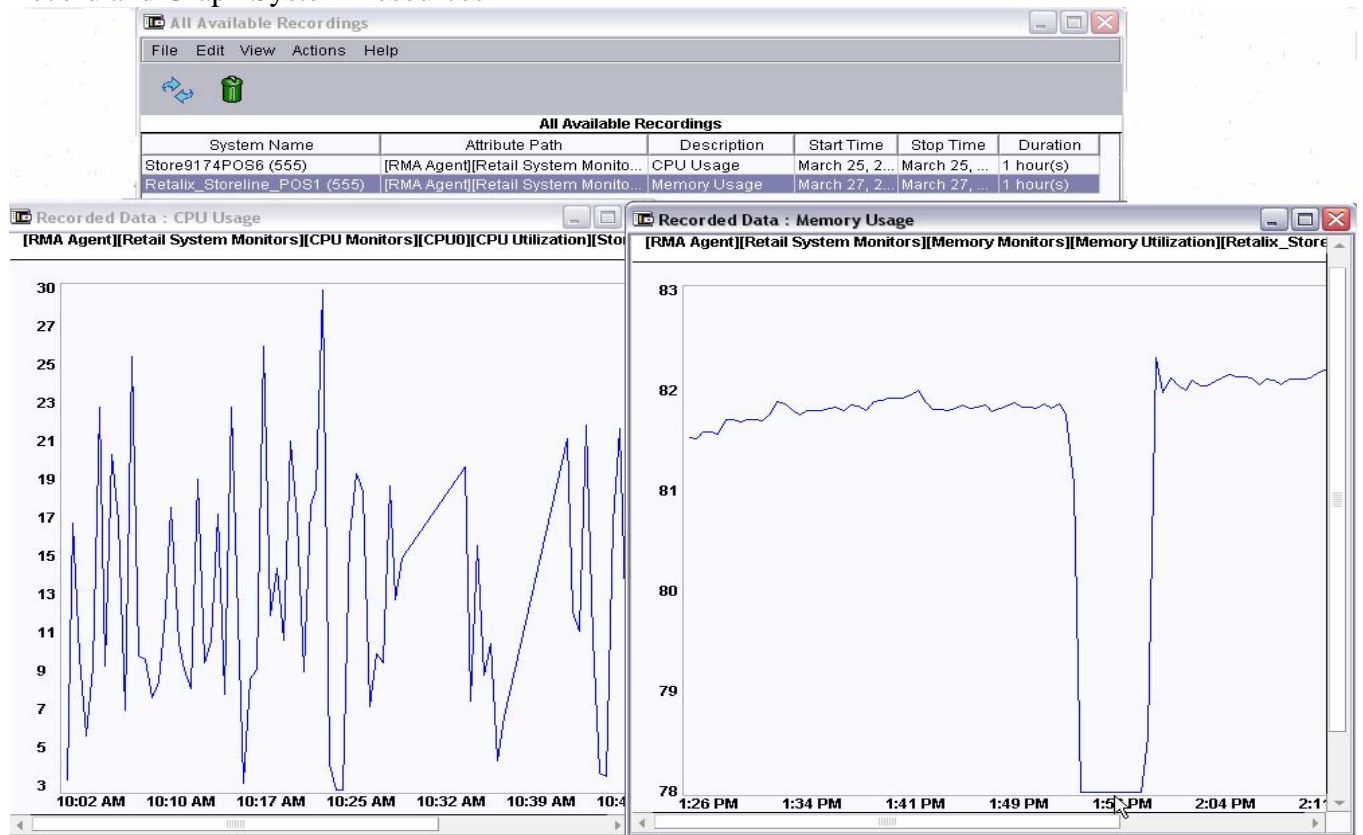 All Available Recordings
File Edit View Actions Help
All Available Recordings
System Name Attribute Path Description Start Time Stop Time Duration
Store9174POS6 (555) [RMA Agent][Retail System Monito... CPU Usage March 25, 2... March 25, ... 1 hour(s)
Retalix_Storeline_POS1 (555) [RMA Agent][Retail System Monito... Memory Usage March 27, 2... March 27, ... 1 hour(s)
Recorded Data : CPU Usage
[RMA Agent][Retail System Monitors][CPU Monitors][CPU0][CPU Utilization][Sto
30
27
25
23
21
19
17
15
13
11
9
7
5
3
10:02 AM 10:10 AM 10:17 AM 10:25 AM 10:32 AM 10:39 AM 10:4
Recorded Data : Memory Usage
[RMA Agent][Retail System Monitors][Memory Monitors][Memory Utilization][Retalix_Store
83
82
81
80
79
78
1:26 PM 1:34 PM 1:41 PM 1:49 PM PM 2:04 PM 2:1